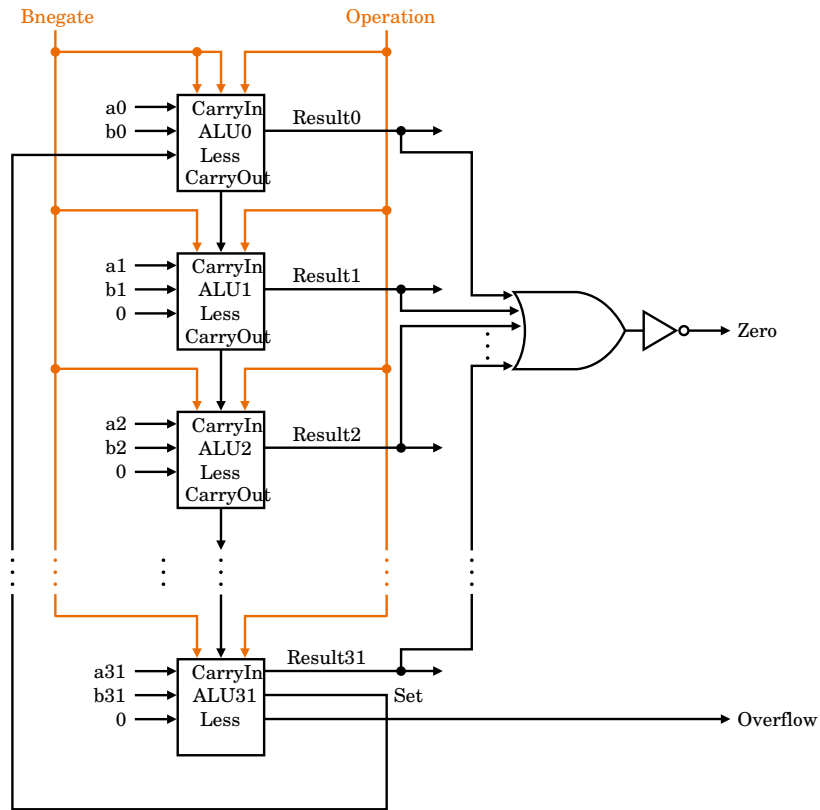 Bnegate Operation
a0 CarryIn Result0
b0 ALU0
Less
CarryOut
a1 CarryIn Result1
b1 ALU1
0 Less
CarryOut
Zero
a2 CarryIn Result2
b2 ALU2
0 Less
CarryOut
a31 CarryIn Result31
b31 ALU31 Set
0 Less Overflow